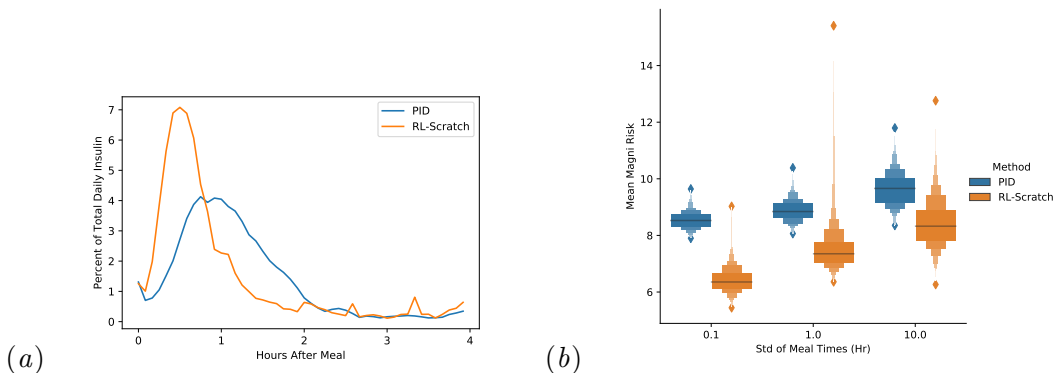 (a)
Percent of Total Daily Insulin
7
6
5
4
3
2
1
0
PID
RL-Scratch
0 1 2 3 4
Hours After Meal
(b)
Mean Magni Risk
14
12
10
8
6
0.1 1.0 10.0
Std of Meal Times (Hr)
Method
PID
RL-Scratch